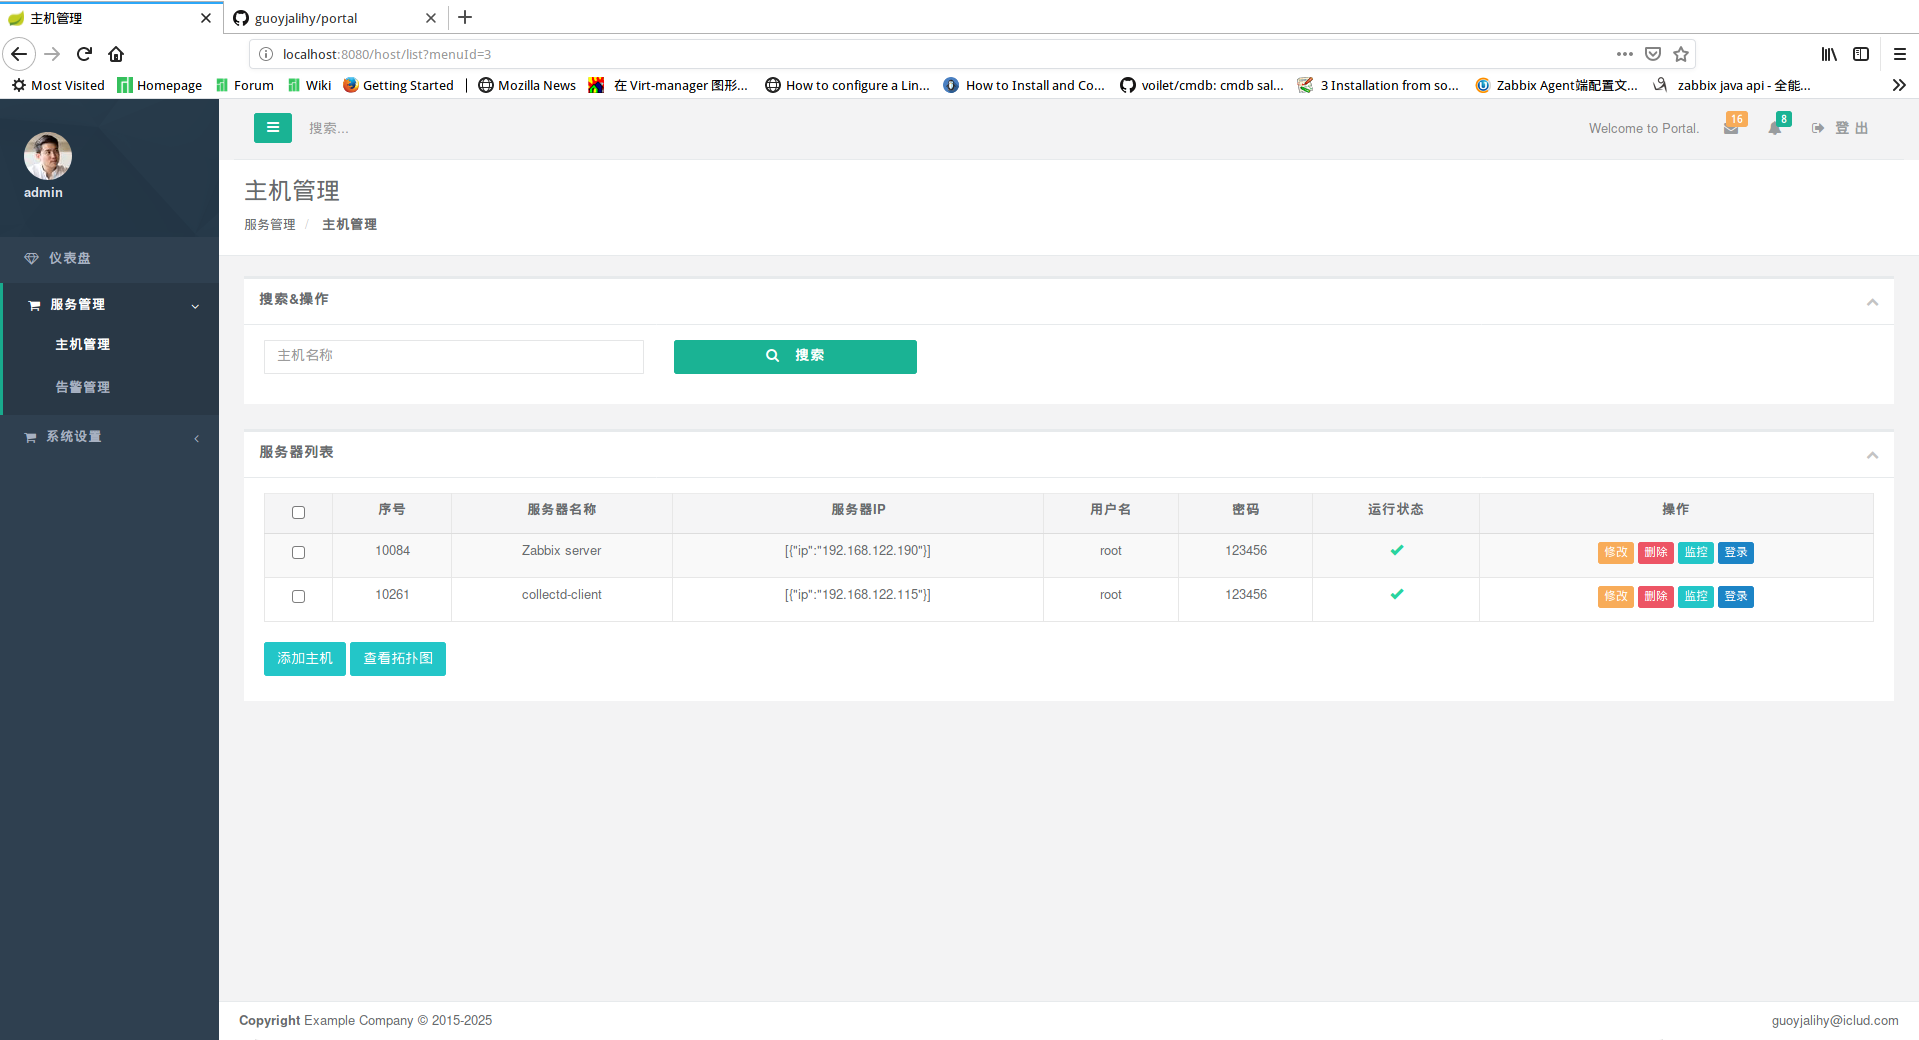 主机管理
guoyjalihy/portal
localhost:8080/host/list?menuId=3
Most Visited Homepage Forum Wiki Getting Started Mozilla News 在 Virt-manager 图形... How to configure a Lin... How to Install and Co... voilet/cmdb: cmdb sal... 3 Installation from so... Zabbix Agent端配置文... zabbix java api - 全能...
admin
搜索...
Welcome to Portal. 16 8 登 出
主机管理
服务管理 / 主机管理
仪表盘
服务管理
主机管理
告警管理
系统设置
搜索&操作
主机名称 搜索
服务器列表
序号 服务器名称 服务器IP 用户名 密码 运行状态 操作
10084 Zabbix server [{"ip":"192.168.122.190"}] root 123456 修改 删除 监控 登录
10261 collectd-client [{"ip":"192.168.122.115"}] root 123456 修改 删除 监控 登录
添加主机 查看拓扑图
Copyright Example Company © 2015-2025
guoyjalihy@iclud.com